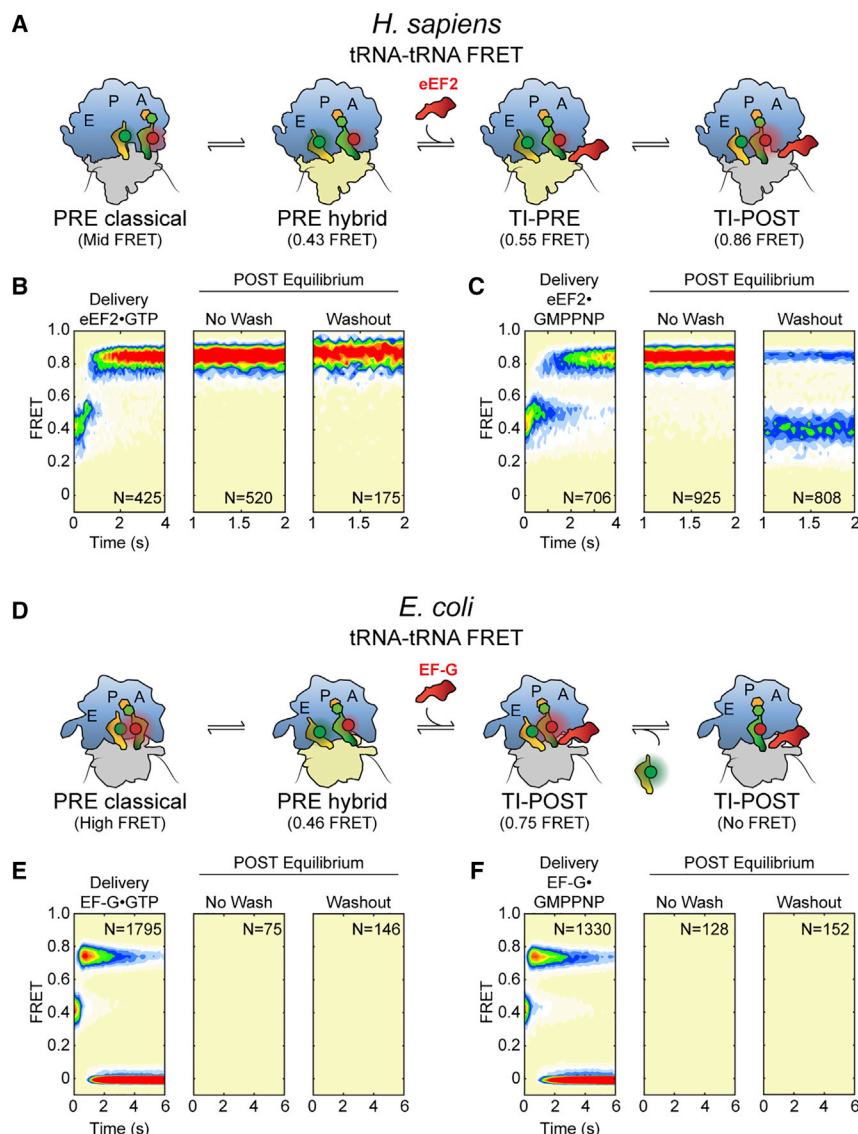 A
H. sapiens
tRNA-tRNA FRET
eEF2
E P A
E P A
E P A
E P A
PRE classical
(Mid FRET)
PRE hybrid
(0.43 FRET)
TI-PRE
(0.55 FRET)
TI-POST
(0.86 FRET)
B
Delivery
eEF2•GTP
POST Equilibrium
No Wash
Washout
FRET
1.0
0.8
0.6
0.4
0.2
0
N=425
N=520
N=175
0 2 4
1 1.5 2
1 1.5 2
Time (s)
C
Delivery
eEF2•
GMPPNP
POST Equilibrium
No Wash
Washout
1.0
0.8
0.6
0.4
0.2
0
N=706
N=925
N=808
0 2 4
1 1.5 2
1 1.5 2
Time (s)
D
E. coli
tRNA-tRNA FRET
EF-G
E P A
E P A
E P A
E P A
PRE classical
(High FRET)
PRE hybrid
(0.46 FRET)
TI-POST
(0.75 FRET)
TI-POST
(No FRET)
E
Delivery
EF-G•GTP
POST Equilibrium
No Wash
Washout
FRET
1.0
0.8
0.6
0.4
0.2
0
N=1795
N=75
N=146
0 2 4 6
0 2 4 6
0 2 4 6
Time (s)
F
Delivery
EF-G•
GMPPNP
POST Equilibrium
No Wash
Washout
FRET
1.0
0.8
0.6
0.4
0.2
0
N=1330
N=128
N=152
0 2 4 6
0 2 4 6
0 2 4 6
Time (s)